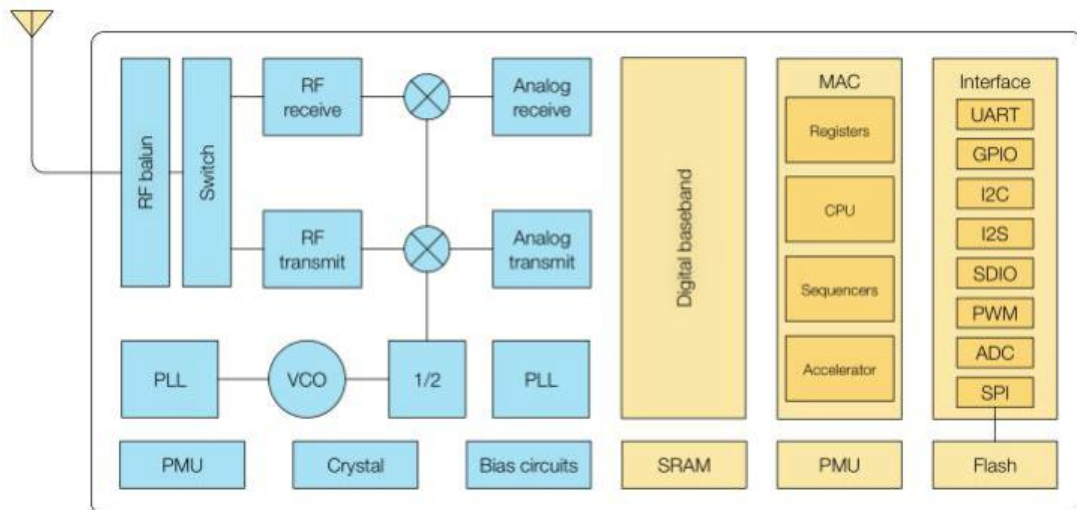 RF balun
Switch
RF
receive
Analog
receive
RF
transmit
Analog
transmit
PLL
VCO
1/2
PLL
PMU
Crystal
Bias circuits
Digital baseband
SRAM
MAC
Registers
CPU
Sequencers
Accelerator
PMU
Interface
UART
GPIO
I2C
I2S
SDIO
PWM
ADC
SPI
Flash